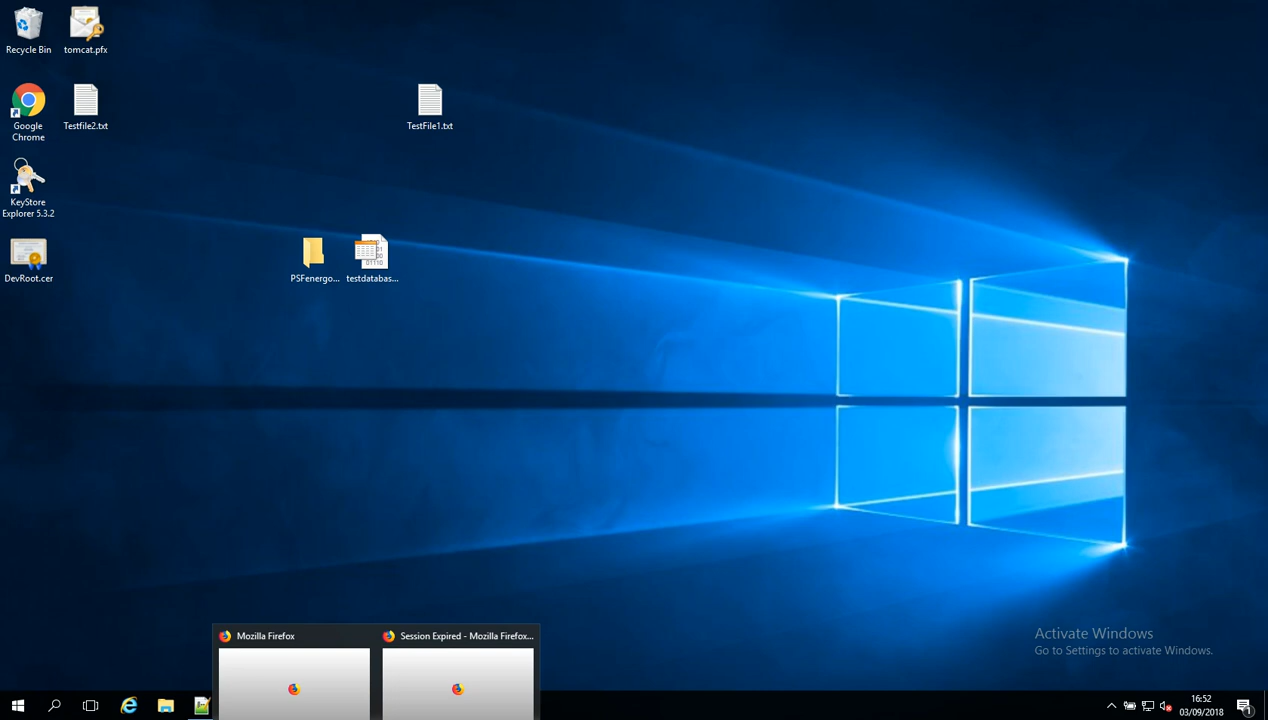 Recycle Bin
tomcat.pfx
Google
Chrome
Testfile2.txt
TestFile1.txt
KeyStore
Explorer 5.3.2
DevRoot.cer
PSFenergo...
testdatabas...
Mozilla Firefox
Session Expired - Mozilla Firefox...
Activate Windows
Go to Settings to activate Windows.
16:52
03/09/2018
1